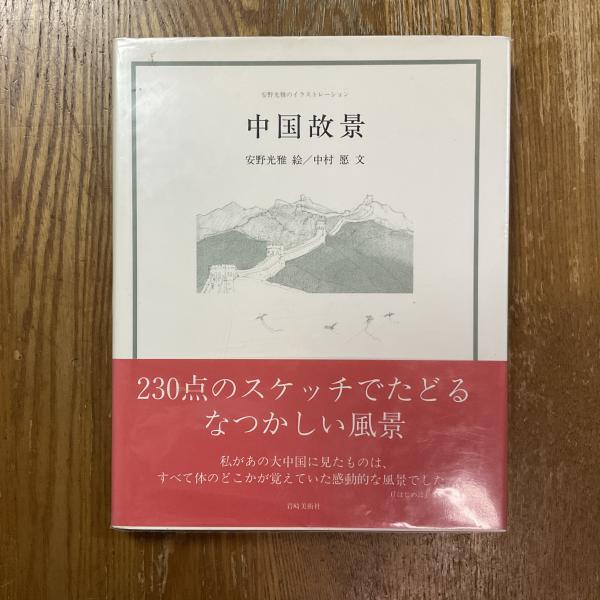 安野光雅のイラストレーション
中国故景
安野光雅 絵／中村 愿 文
230点のスケッチでたどる
なつかしい風景
私があの大中国に見たものは、
すべて体のどこかが覚えていた感動的な風景でした
(「はじめに」
岩崎美術社